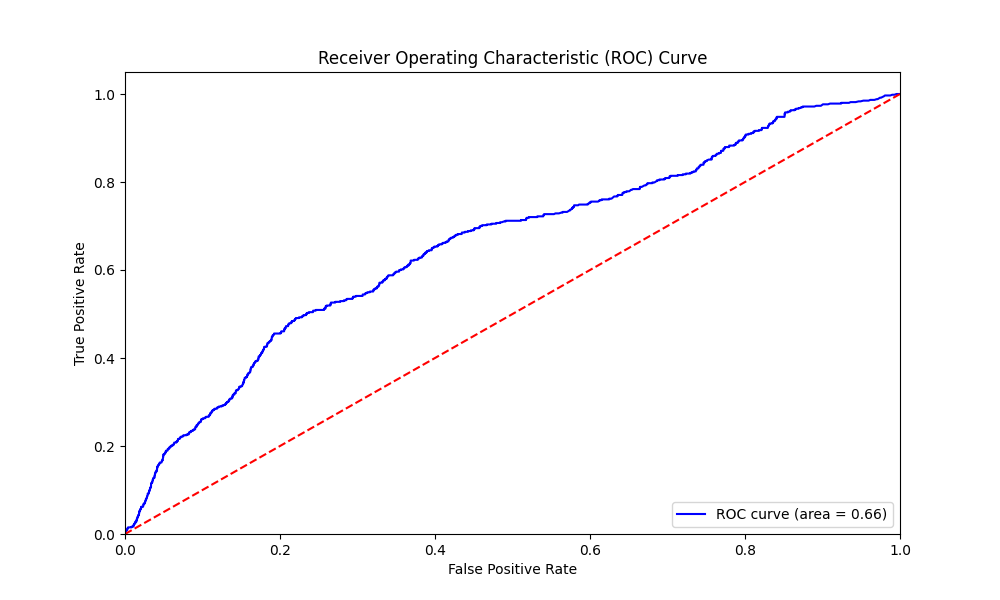 Receiver Operating Characteristic (ROC) Curve
True Positive Rate
1.0
0.8
0.6
0.4
0.2
0.0
0.0 0.2 0.4 0.6 0.8 1.0
False Positive Rate
ROC curve (area = 0.66)